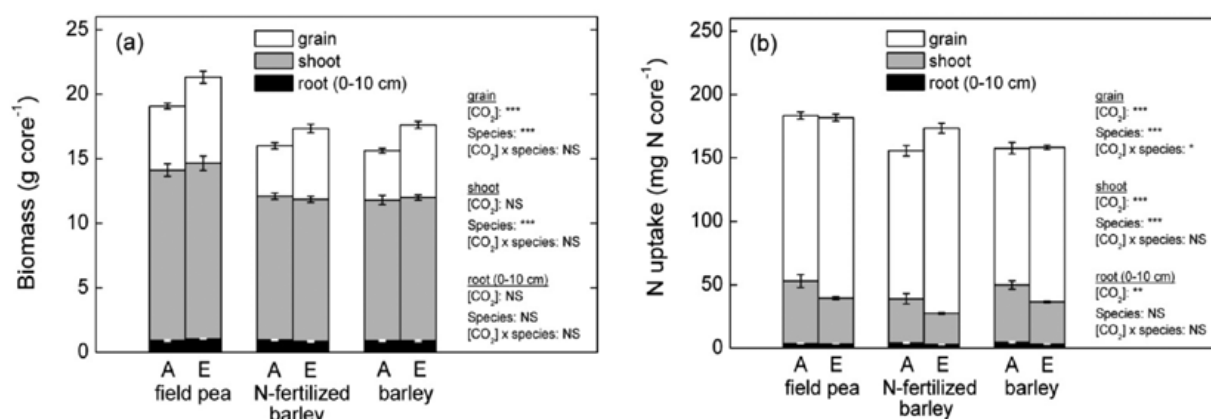 (a)
grain
shoot
root (0-10 cm)
Biomass (g core⁻¹)
25
20
15
10
5
0
grain
[CO₂]: ***
Species: ***
[CO₂] x species: NS
shoot
[CO₂]: NS
Species: ***
[CO₂] x species: NS
root (0-10 cm)
[CO₂]: NS
Species: NS
[CO₂] x species: NS
A E A E A E
field pea N-fertilized barley
barley
(b)
grain
shoot
root (0-10 cm)
N uptake (mg N core⁻¹)
250
200
150
100
50
0
grain
[CO₂]: ***
Species: ***
[CO₂] x species: *
shoot
[CO₂]: ***
Species: ***
[CO₂] x species: NS
root (0-10 cm)
[CO₂]: **
Species: NS
[CO₂] x species: NS
A E A E A E
field pea N-fertilized barley
barley